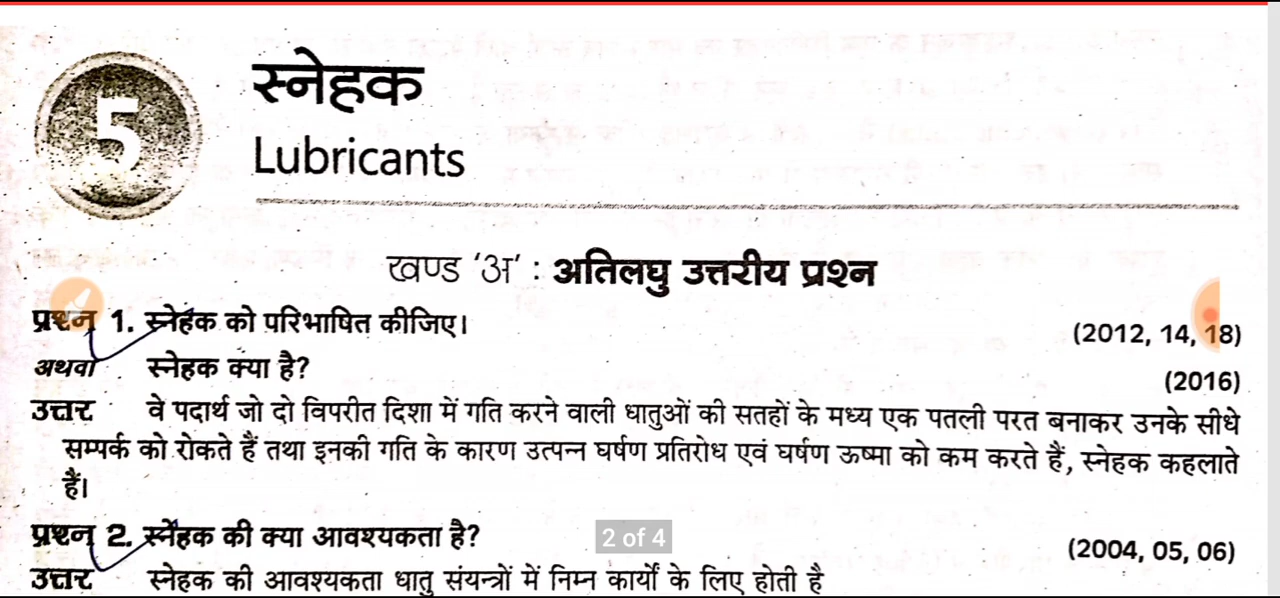 5
स्नेहक
Lubricants
खण्ड 'अ' : अतिलघु उत्तरीय प्रश्न
प्रश्न 1. स्नेहक को परिभाषित कीजिए। (2012, 14, 18)
अथवा स्नेहक क्या है? (2016)
उत्तर वे पदार्थ जो दो विपरीत दिशा में गति करने वाली धातुओं की सतहों के मध्य एक पतली परत बनाकर उनके सीधे
सम्पर्क को रोकते हैं तथा इनकी गति के कारण उत्पन्न घर्षण प्रतिरोध एवं घर्षण ऊष्मा को कम करते हैं, स्नेहक कहलाते
हैं।
प्रश्न 2. स्नेहक की क्या आवश्यकता है? (2004, 05, 06)
2 of 4
उत्तर स्नेहक की आवश्यकता धातु संयन्त्रों में निम्न कार्यों के लिए होती है